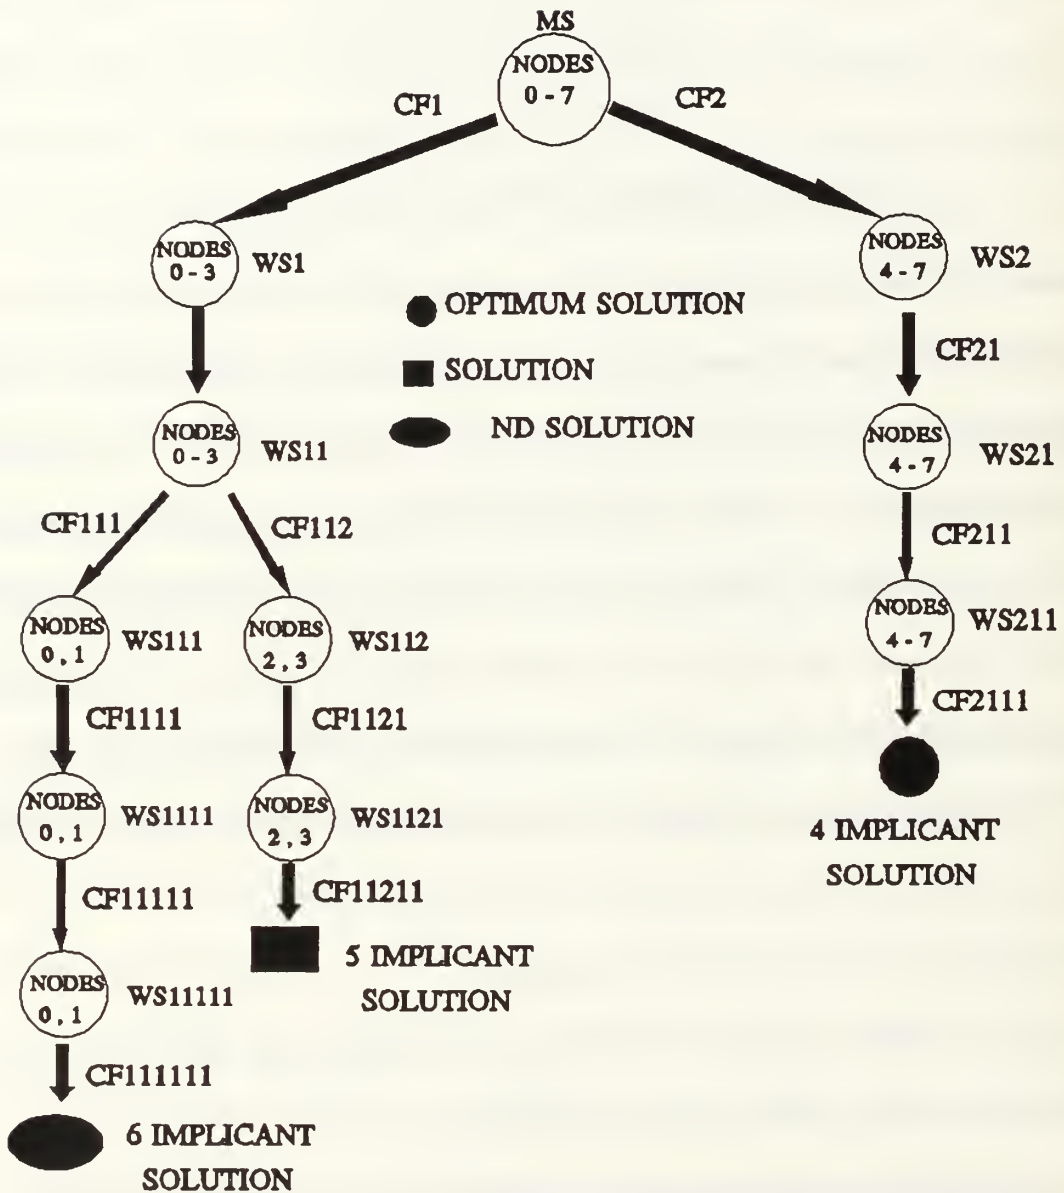 MS
NODES
0 - 7
CF1
CF2
NODES
0 - 3
WS1
NODES
4 - 7
WS2
OPTIMUM SOLUTION
SOLUTION
ND SOLUTION
CF21
NODES
0 - 3
WS11
NODES
4 - 7
WS21
CF111
CF112
CF211
NODES
0 , 1
WS111
NODES
2 , 3
WS112
NODES
4 - 7
WS211
CF1111
CF1121
CF2111
NODES
0 , 1
WS1111
NODES
2 , 3
WS1121
4 IMPLICANT
SOLUTION
CF11111
CF11211
NODES
0 , 1
WS11111
5 IMPLICANT
SOLUTION
CF111111
6 IMPLICANT
SOLUTION